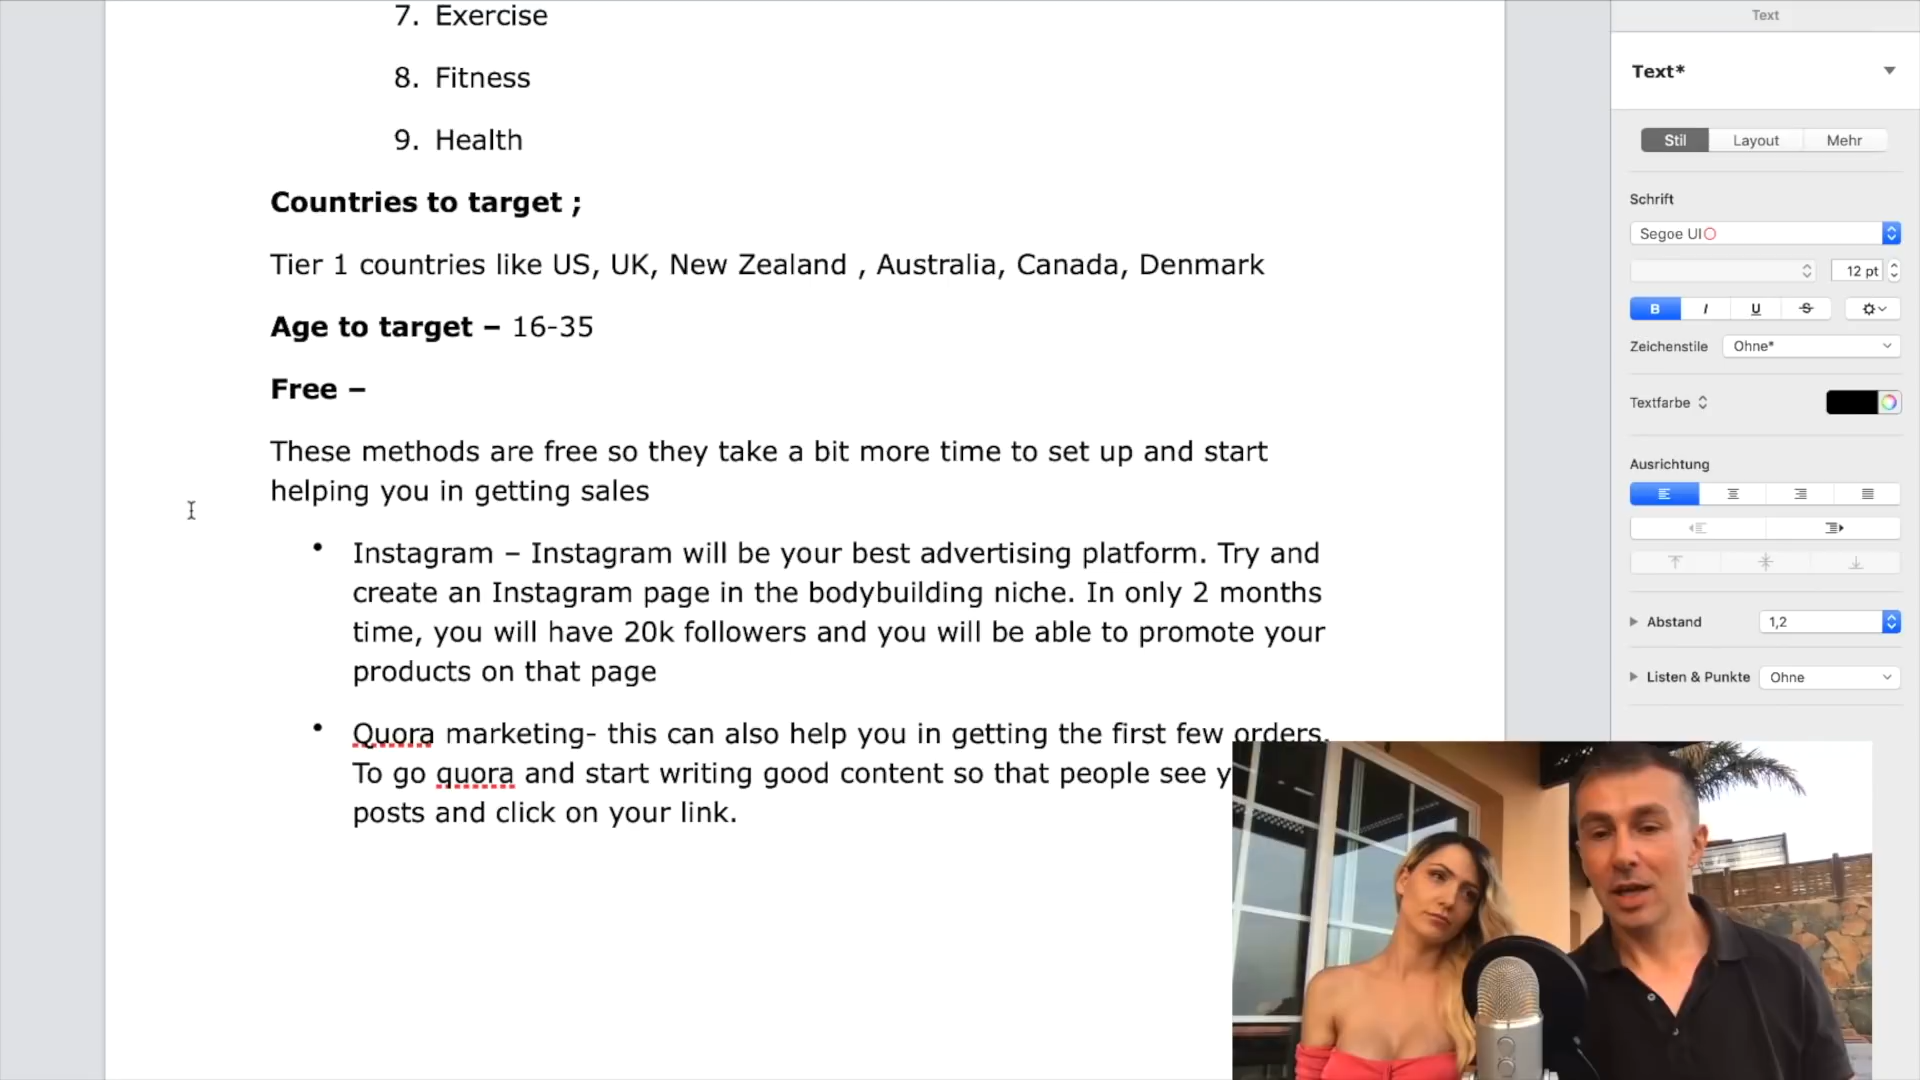 7. Exercise
8. Fitness
9. Health
Countries to target ;
Tier 1 countries like US, UK, New Zealand , Australia, Canada, Denmark
Age to target – 16-35
Free –
These methods are free so they take a bit more time to set up and start
helping you in getting sales
• Instagram – Instagram will be your best advertising platform. Try and
create an Instagram page in the bodybuilding niche. In only 2 months
time, you will have 20k followers and you will be able to promote your
products on that page
• Quora marketing- this can also help you in getting the first few orders.
To go quora and start writing good content so that people see
posts and click on your link.
Text
Text*
Stil Layout Mehr
Schrift
Segoe UI
12 pt
B I U S
Zeichenstile Ohne*
Textfarbe
Ausrichtung
Abstand 1,2
Listen & Punkte Ohne